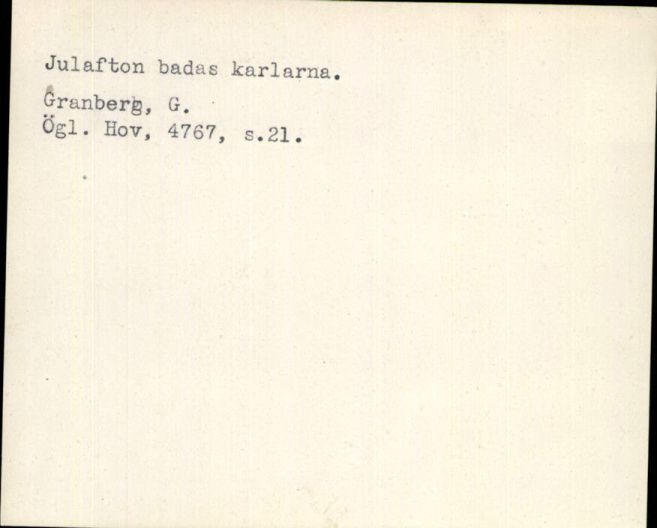 Julafton badas karlarna.
Granberg, G.
Ögl. Hov, 4767, s.21.